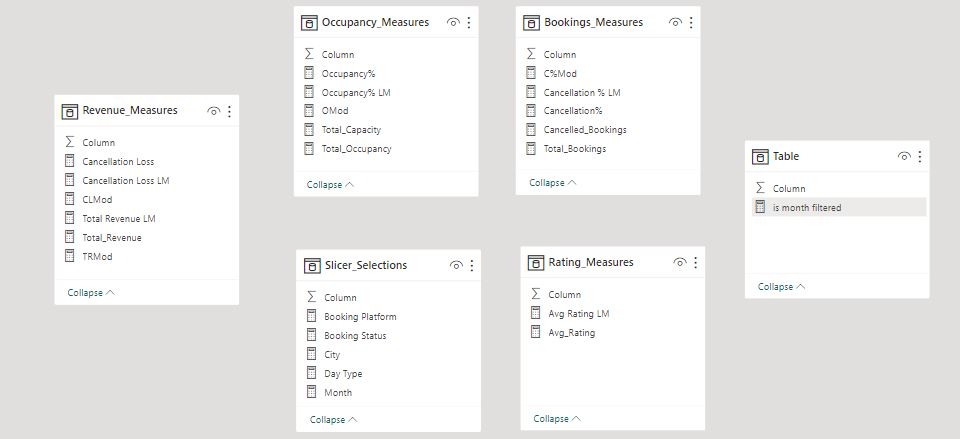 Revenue_Measures
Column
Cancellation Loss
Cancellation Loss LM
CLMod
Total Revenue LM
Total_Revenue
TRMod
Collapse
Occupancy_Measures
Column
Occupancy%
Occupancy% LM
OMod
Total_Capacity
Total_Occupancy
Collapse
Bookings_Measures
Column
C%Mod
Cancellation % LM
Cancellation%
Cancelled_Bookings
Total_Bookings
Collapse
Slicer_Selections
Column
Booking Platform
Booking Status
City
Day Type
Month
Collapse
Rating_Measures
Column
Avg Rating LM
Avg_Rating
Collapse
Table
Column
is month filtered
Collapse